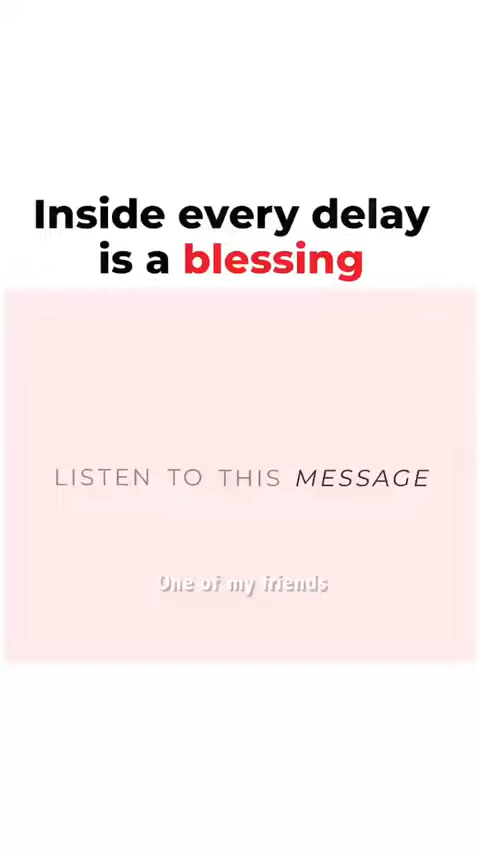 Inside every delay
is a blessing
LISTEN TO THIS MESSAGE
One of my friends